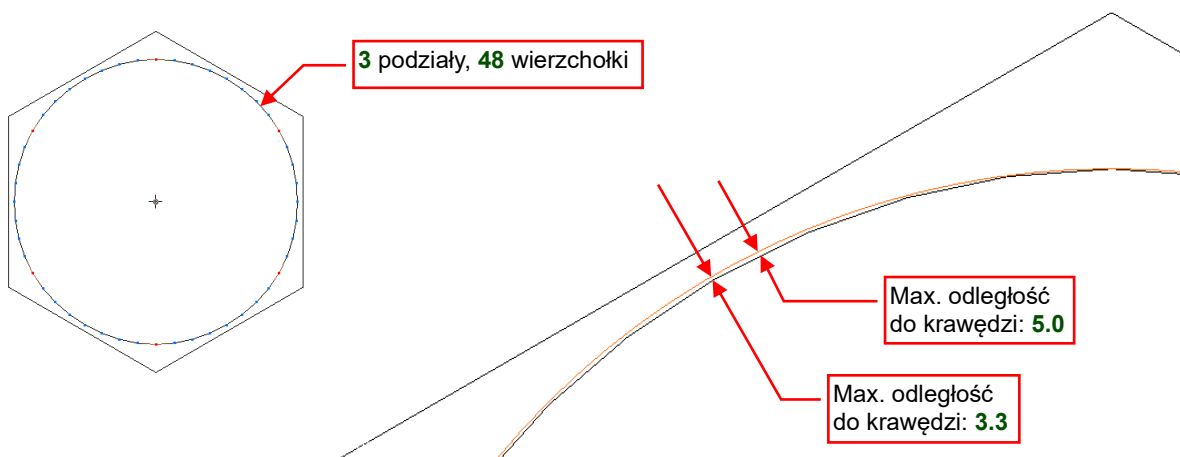 3 podziały, 48 wierzchołki
Max. odległość
do krawędzi: 5.0
Max. odległość
do krawędzi: 3.3